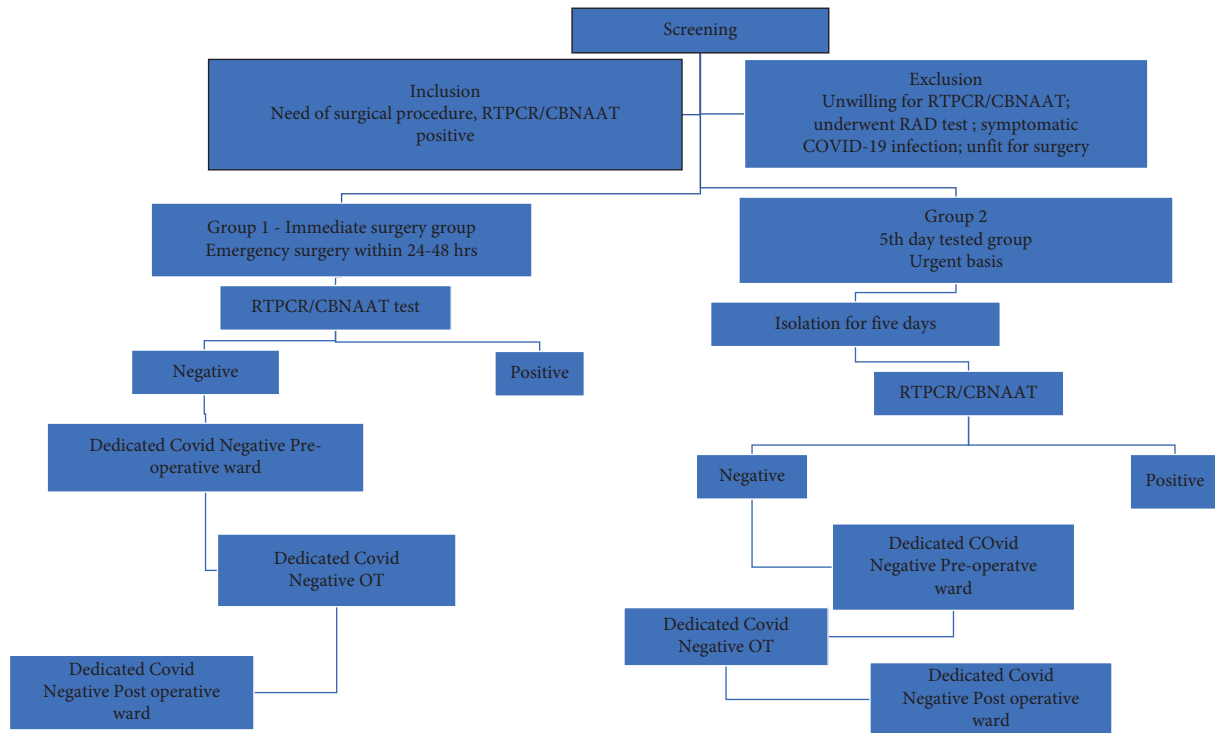 Screening
Inclusion
Need of surgical procedure, RTPCR/CBNAAT
positive
Exclusion
Unwilling for RTPCR/CBNAAT;
underwent RAD test ; symptomatic
COVID-19 infection; unfit for surgery
Group 1 - Immediate surgery group
Emergency surgery within 24-48 hrs
RTPCR/CBNAAT test
Negative
Positive
Dedicated Covid Negative Pre-
operative ward
Dedicated Covid
Negative OT
Dedicated Covid
Negative Post operative
ward
Group 2
5th day tested group
Urgent basis
Isolation for five days
RTPCR/CBNAAT
Negative
Positive
Dedicated COvid
Negative Pre-operatve
ward
Dedicated Covid
Negative OT
Dedicated Covid
Negative Post operative
ward